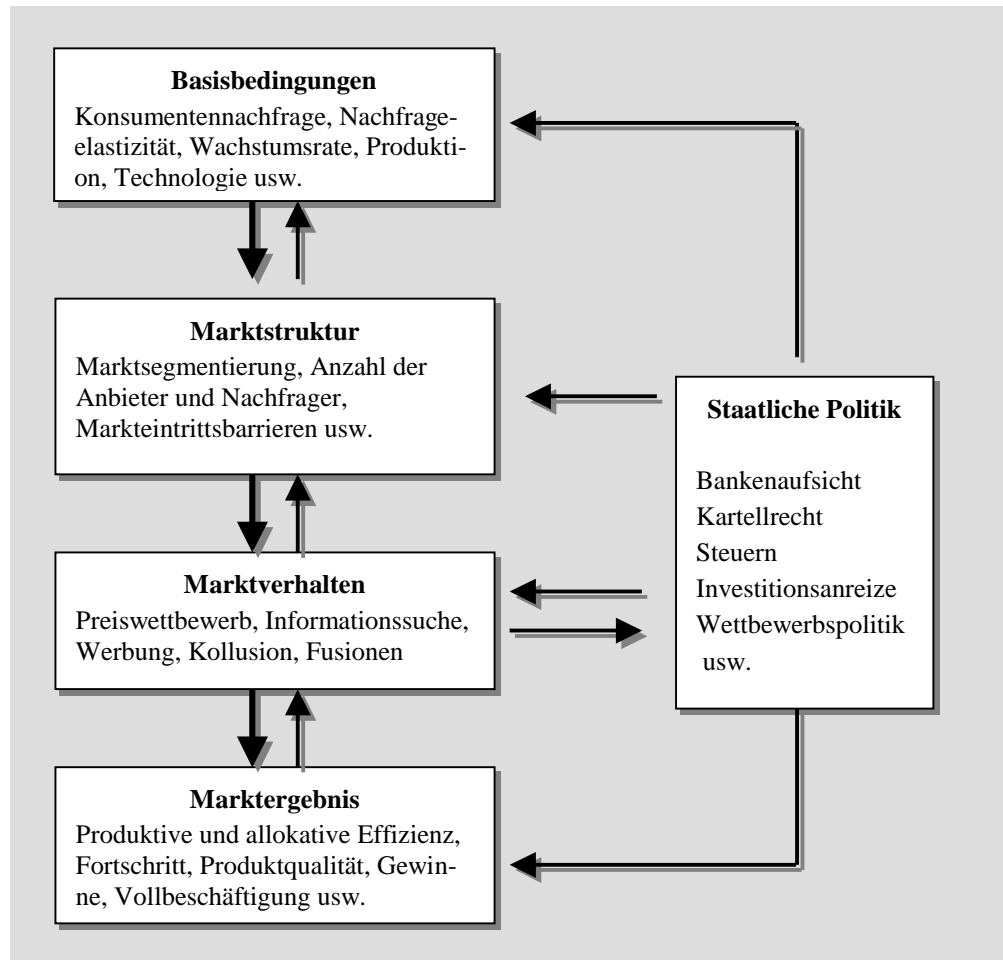 Basisbedingungen
Konsumentennachfrage, Nachfrage-
elastizität, Wachstumsrate, Produkti-
on, Technologie usw.
Marktstruktur
Marktsegmentierung, Anzahl der
Anbieter und Nachfrager,
Markteintrittsbarrieren usw.
Marktverhalten
Preiswettbewerb, Informationssuche,
Werbung, Kollusion, Fusionen
Marktergebnis
Produktive und allokative Effizienz,
Fortschritt, Produktqualität, Gewin-
ne, Vollbeschäftigung usw.
Staatliche Politik
Bankenaufsicht
Kartellrecht
Steuern
Investitionsanreize
Wettbewerbspolitik
usw.